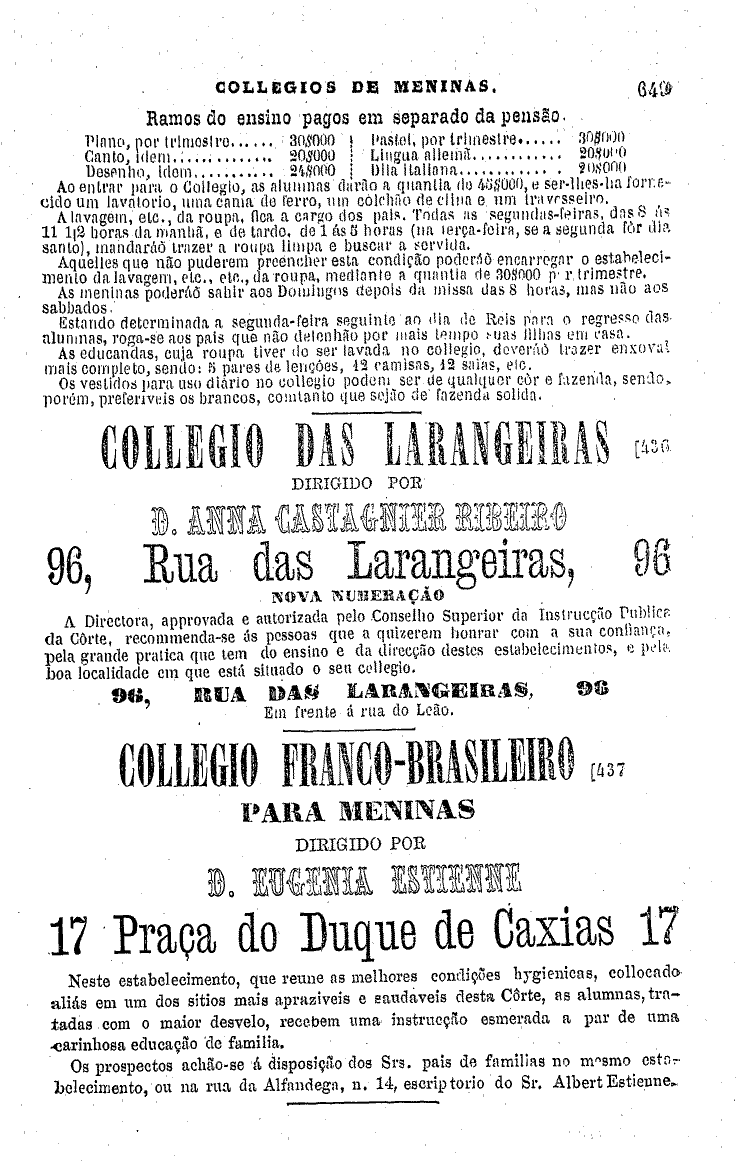 COLLEGIOS DE MENINAS. 649
Ramos do ensino pagos em separado da pensão.
Piano, por trimestre...... 30$000 | Pastel, por trimestre...... 30$000
Canto, idem............. 20$000 | Lingua allemã............ 20$000
Desenho, idem........... 24$000 | Dita italiana............ 20$000
Ao entrar para o Collegio, as alumnas darão a quantia de 45$000, e ser-lhes-ha forne-
cido um lavatorio, uma cama de ferro, um colchão de clina e um travesseiro.
A lavagem, etc., da roupa, fica a cargo dos pais. Todas as segundas-feiras, das 8 ás
11 1|2 horas da manhã, e de tarde, de 1 ás 5 horas (na terça-feira, se a segunda fôr dia
santo), mandaráõ trazer a roupa limpa e buscar a servida.
Aquelles que não puderem preencher esta condição poderáõ encarregar o estabeleci-
mento da lavagem, etc., etc., da roupa, mediante a quantia de 30$000 p r trimestre.
As meninas poderáõ sahir aos Domingos depois da missa das 8 horas, mas não aos
sabbados.
Estando determinada a segunda-feira seguinte ao dia de Reis para o regresso das
alumnas, roga-se aos pais que não detenhão por mais tempo suas filhas em casa.
As educandas, cuja roupa tiver de ser lavada no collegio, deveráõ trazer enxoval
mais completo, sendo: 5 pares de lenções, 12 camisas, 12 saias, etc.
Os vestidos para uso diário no collegio podem ser de qualquer côr e fazenda, sendo,
porém, preferiveis os brancos, comtanto que sejão de fazenda solida.
COLLEGIO DAS LARANGEIRAS [436
DIRIGIDO POR
D. ANNA CASTAGNIER RIBEIRO
96, Rua das Larangeiras, 96
NOVA NUMERAÇÃO
A Directora, approvada e autorizada pelo Conselho Superior da Instrucção Publica
da Côrte, recommenda-se ás pessoas que a quizerem honrar com a sua confiança,
pela grande pratica que tem do ensino e da direcção destes estabelecimentos, e pela
boa localidade em que está situado o seu collegio.
96, RUA DAS LARANGEIRAS, 96
Em frente á rua do Leão.
COLLEGIO FRANCO-BRASILEIRO [437
PARA MENINAS
DIRIGIDO POR
D. EUGENIA ESTIENNE
17 Praça do Duque de Caxias 17
Neste estabelecimento, que reune as melhores condições hygienicas, collocado
aliás em um dos sitios mais apraziveis e saudaveis desta Côrte, as alumnas, tra-
tadas com o maior desvelo, recebem uma instrucção esmerada a par de uma
carinhosa educação de familia.
Os prospectos achão-se á disposição dos Srs. pais de familias no mesmo esta-
belecimento, ou na rua da Alfandega, n. 14, escriptorio do Sr. Albert Estienne.